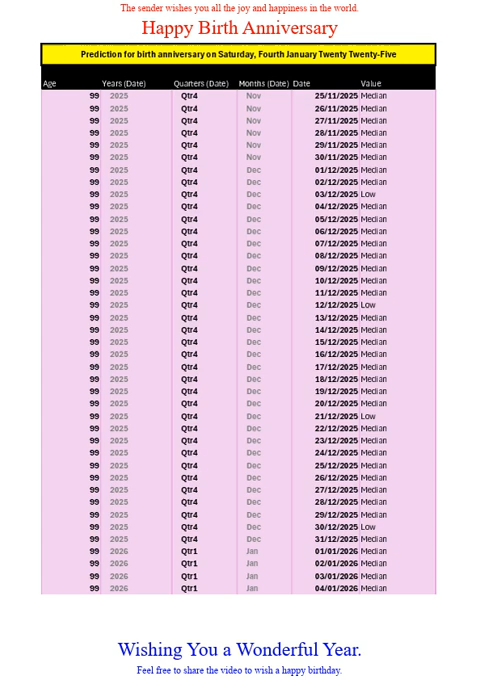 The sender wishes you all the joy and happiness in the world.
Happy Birth Anniversary
Prediction for birth anniversary on Saturday, Fourth January Twenty Twenty-Five
Age Years (Date) Quarters (Date) Months (Date) Date Value
99 2025 Qtr4 Nov 25/11/2025 Median
99 2025 Qtr4 Nov 26/11/2025 Median
99 2025 Qtr4 Nov 27/11/2025 Median
99 2025 Qtr4 Nov 28/11/2025 Median
99 2025 Qtr4 Nov 29/11/2025 Median
99 2025 Qtr4 Nov 30/11/2025 Median
99 2025 Qtr4 Dec 01/12/2025 Median
99 2025 Qtr4 Dec 02/12/2025 Median
99 2025 Qtr4 Dec 03/12/2025 Low
99 2025 Qtr4 Dec 04/12/2025 Median
99 2025 Qtr4 Dec 05/12/2025 Median
99 2025 Qtr4 Dec 06/12/2025 Median
99 2025 Qtr4 Dec 07/12/2025 Median
99 2025 Qtr4 Dec 08/12/2025 Median
99 2025 Qtr4 Dec 09/12/2025 Median
99 2025 Qtr4 Dec 10/12/2025 Median
99 2025 Qtr4 Dec 11/12/2025 Median
99 2025 Qtr4 Dec 12/12/2025 Low
99 2025 Qtr4 Dec 13/12/2025 Median
99 2025 Qtr4 Dec 14/12/2025 Median
99 2025 Qtr4 Dec 15/12/2025 Median
99 2025 Qtr4 Dec 16/12/2025 Median
99 2025 Qtr4 Dec 17/12/2025 Median
99 2025 Qtr4 Dec 18/12/2025 Median
99 2025 Qtr4 Dec 19/12/2025 Median
99 2025 Qtr4 Dec 20/12/2025 Median
99 2025 Qtr4 Dec 21/12/2025 Low
99 2025 Qtr4 Dec 22/12/2025 Median
99 2025 Qtr4 Dec 23/12/2025 Median
99 2025 Qtr4 Dec 24/12/2025 Median
99 2025 Qtr4 Dec 25/12/2025 Median
99 2025 Qtr4 Dec 26/12/2025 Median
99 2025 Qtr4 Dec 27/12/2025 Median
99 2025 Qtr4 Dec 28/12/2025 Median
99 2025 Qtr4 Dec 29/12/2025 Median
99 2025 Qtr4 Dec 30/12/2025 Low
99 2025 Qtr4 Dec 31/12/2025 Median
99 2026 Qtr1 Jan 01/01/2026 Median
99 2026 Qtr1 Jan 02/01/2026 Median
99 2026 Qtr1 Jan 03/01/2026 Median
99 2026 Qtr1 Jan 04/01/2026 Median
Wishing You a Wonderful Year.
Feel free to share the video to wish a happy birthday.